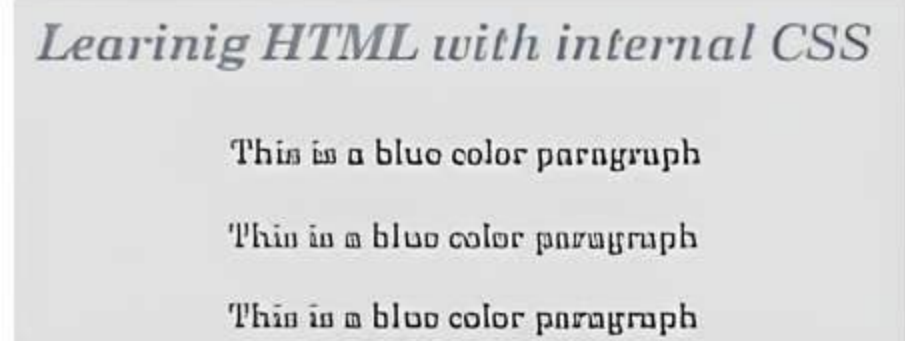 Learinig HTML with internal CSS
This is a blue color paragraph
This is a blue color paragraph
This is a blue color paragraph